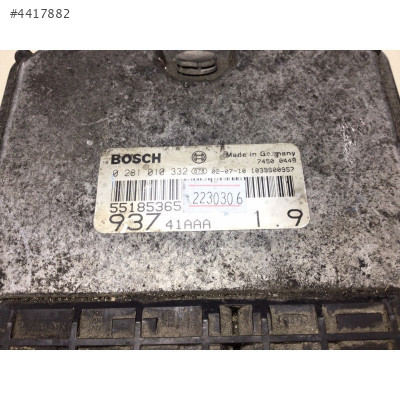 #4417882
BOSCH
Made in Germany
7450 0449
0 281 010 332 02-07-10 1039S00957
55185365
2230306
937 41AAA 1.9